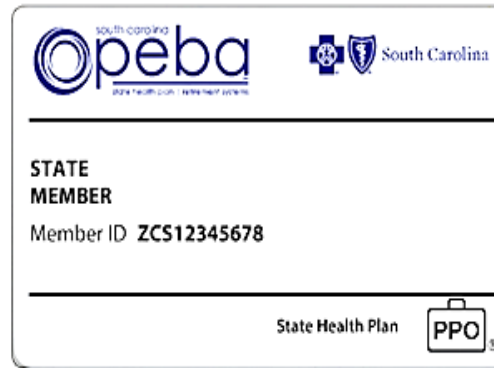 south carolina
peba
state health plan | retirement systems
South Carolina
STATE
MEMBER
Member ID ZCS12345678
State Health Plan
PPO